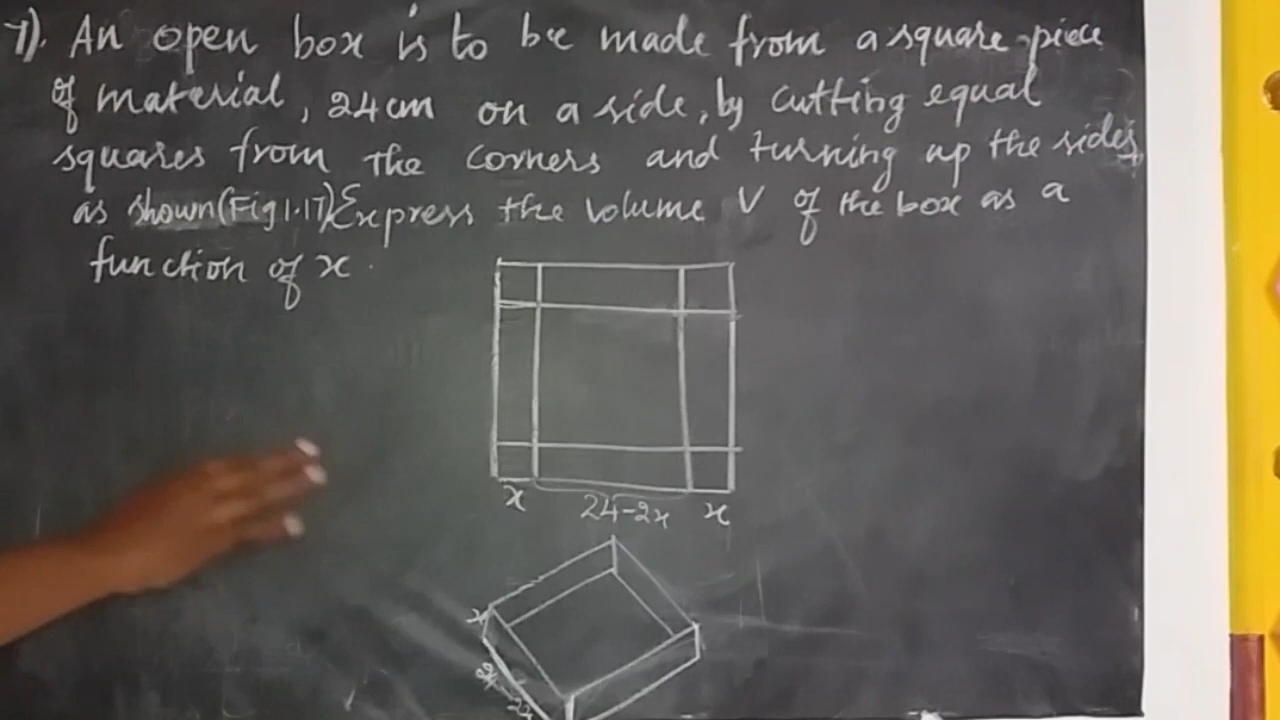 7). An open box is to be made from a square piece
of material, 24cm on a side, by cutting equal
squares from the corners and turning up the sides,
as shown (Fig 1.17) Express the volume V of the box as a
function of x.
x 24-2x x
x